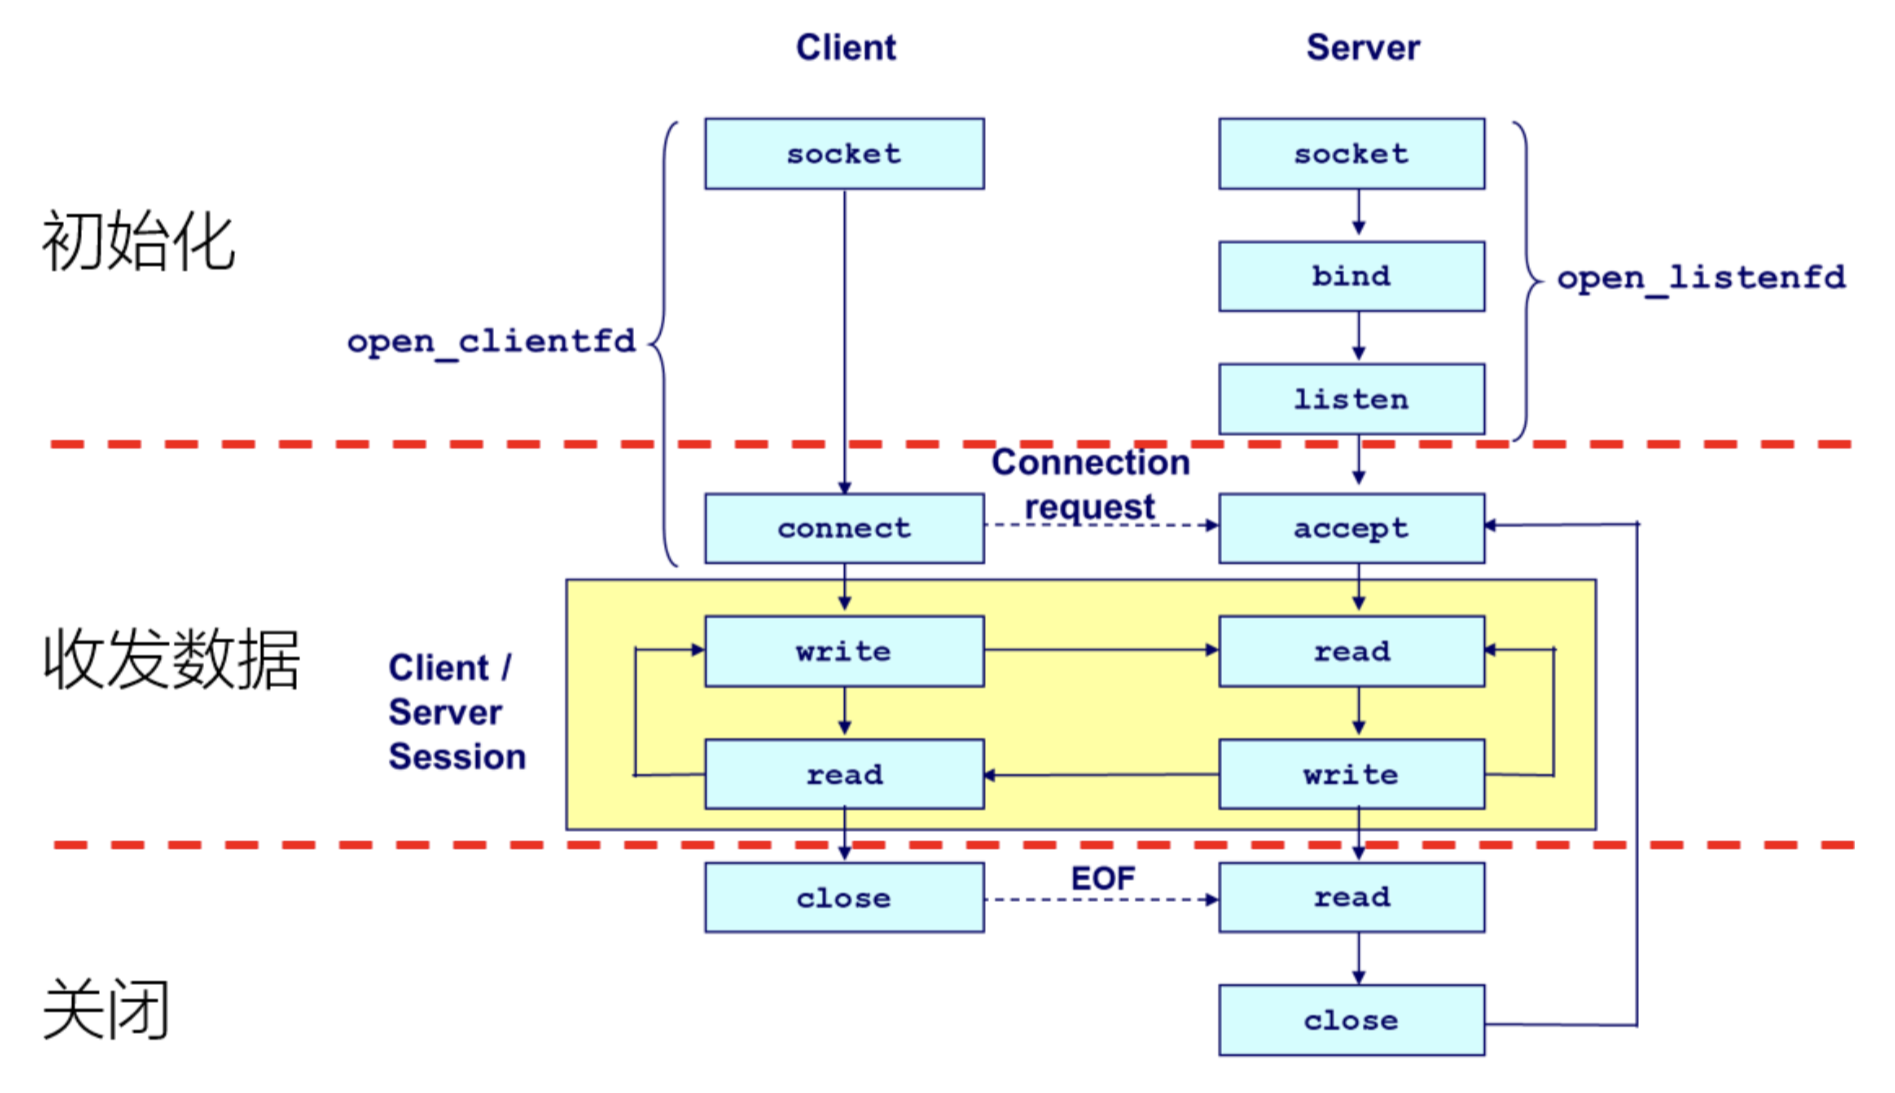 Client
Server
socket
socket
初始化
bind
open_listenfd
open_clientfd
listen
Connection
request
connect
accept
收发数据
Client /
Server
Session
write
read
read
write
EOF
close
read
关闭
close